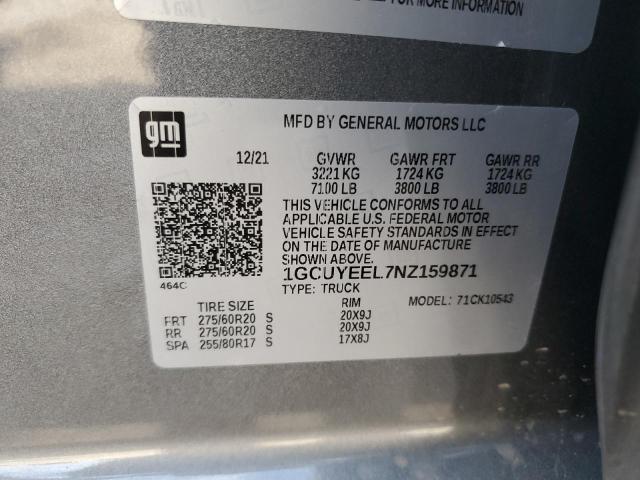 FOR MORE INFORMATION
gm
MFD BY GENERAL MOTORS LLC
12/21 GVWR GAWR FRT GAWR RR
3221 KG 1724 KG 1724 KG
7100 LB 3800 LB 3800 LB
THIS VEHICLE CONFORMS TO ALL
APPLICABLE U.S. FEDERAL MOTOR
VEHICLE SAFETY STANDARDS IN EFFECT
ON THE DATE OF MANUFACTURE
SHOWN ABOVE.
464C
1GCUYEEL7NZ159871
TYPE: TRUCK
MODEL: 71CK10543
TIRE SIZE RIM
FRT 275/60R20 S 20X9J
RR 275/60R20 S 20X9J
SPA 255/80R17 S 17X8J